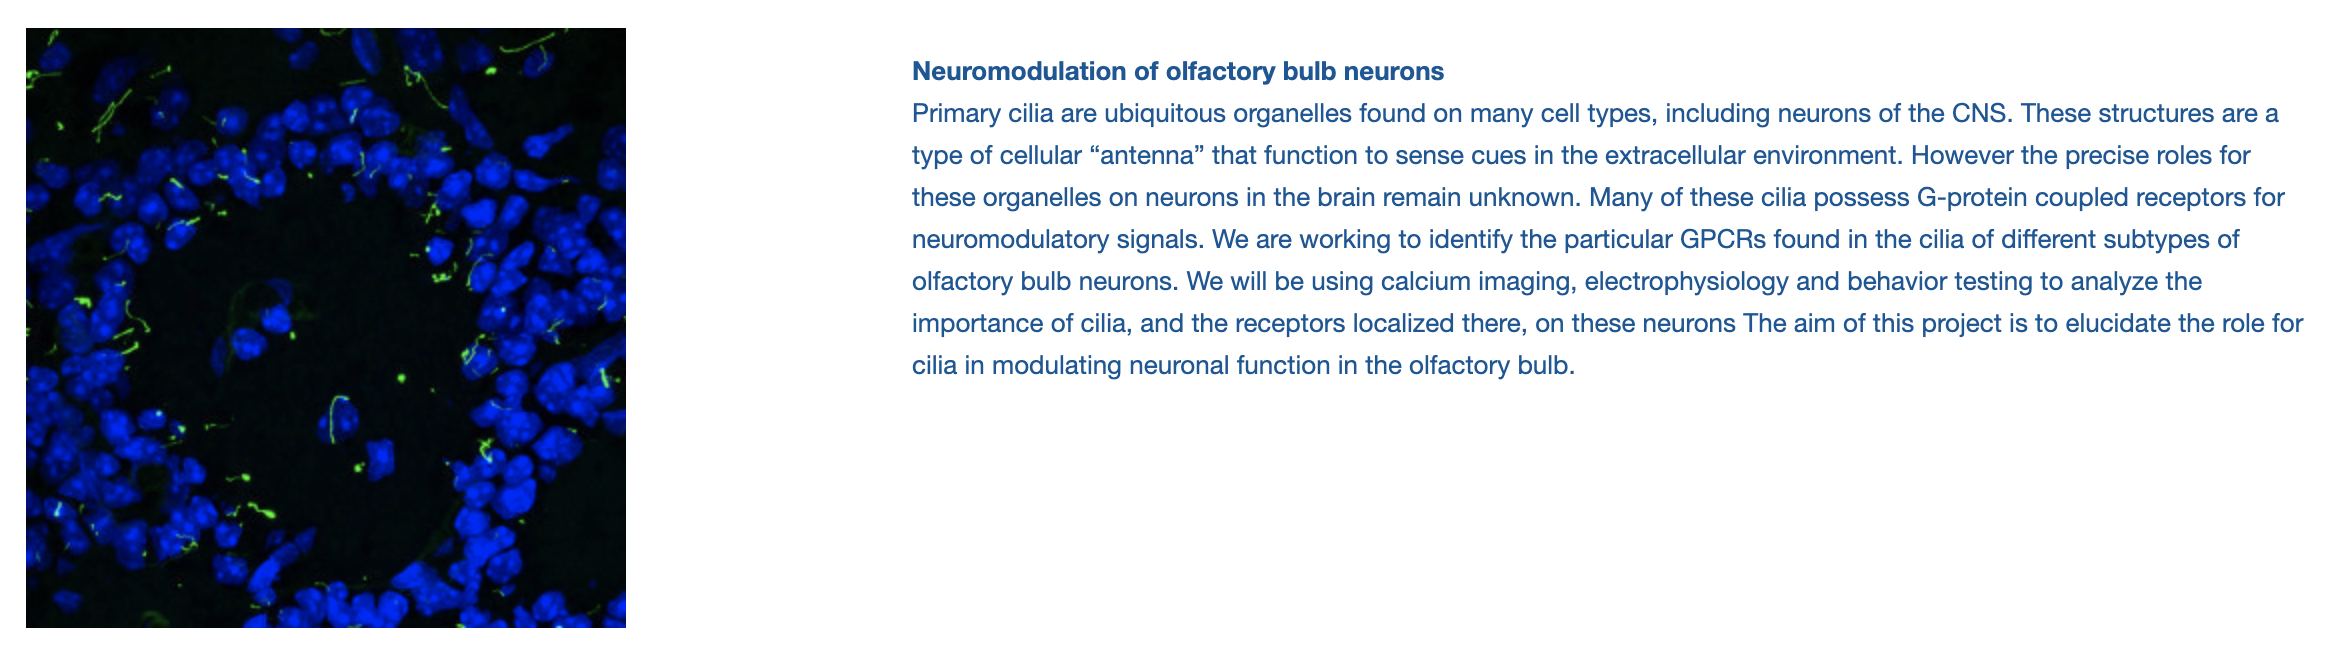 Neuromodulation of olfactory bulb neurons
Primary cilia are ubiquitous organelles found on many cell types, including neurons of the CNS. These structures are a
type of cellular “antenna” that function to sense cues in the extracellular environment. However the precise roles for
these organelles on neurons in the brain remain unknown. Many of these cilia possess G-protein coupled receptors for
neuromodulatory signals. We are working to identify the particular GPCRs found in the cilia of different subtypes of
olfactory bulb neurons. We will be using calcium imaging, electrophysiology and behavior testing to analyze the
importance of cilia, and the receptors localized there, on these neurons The aim of this project is to elucidate the role for
cilia in modulating neuronal function in the olfactory bulb.